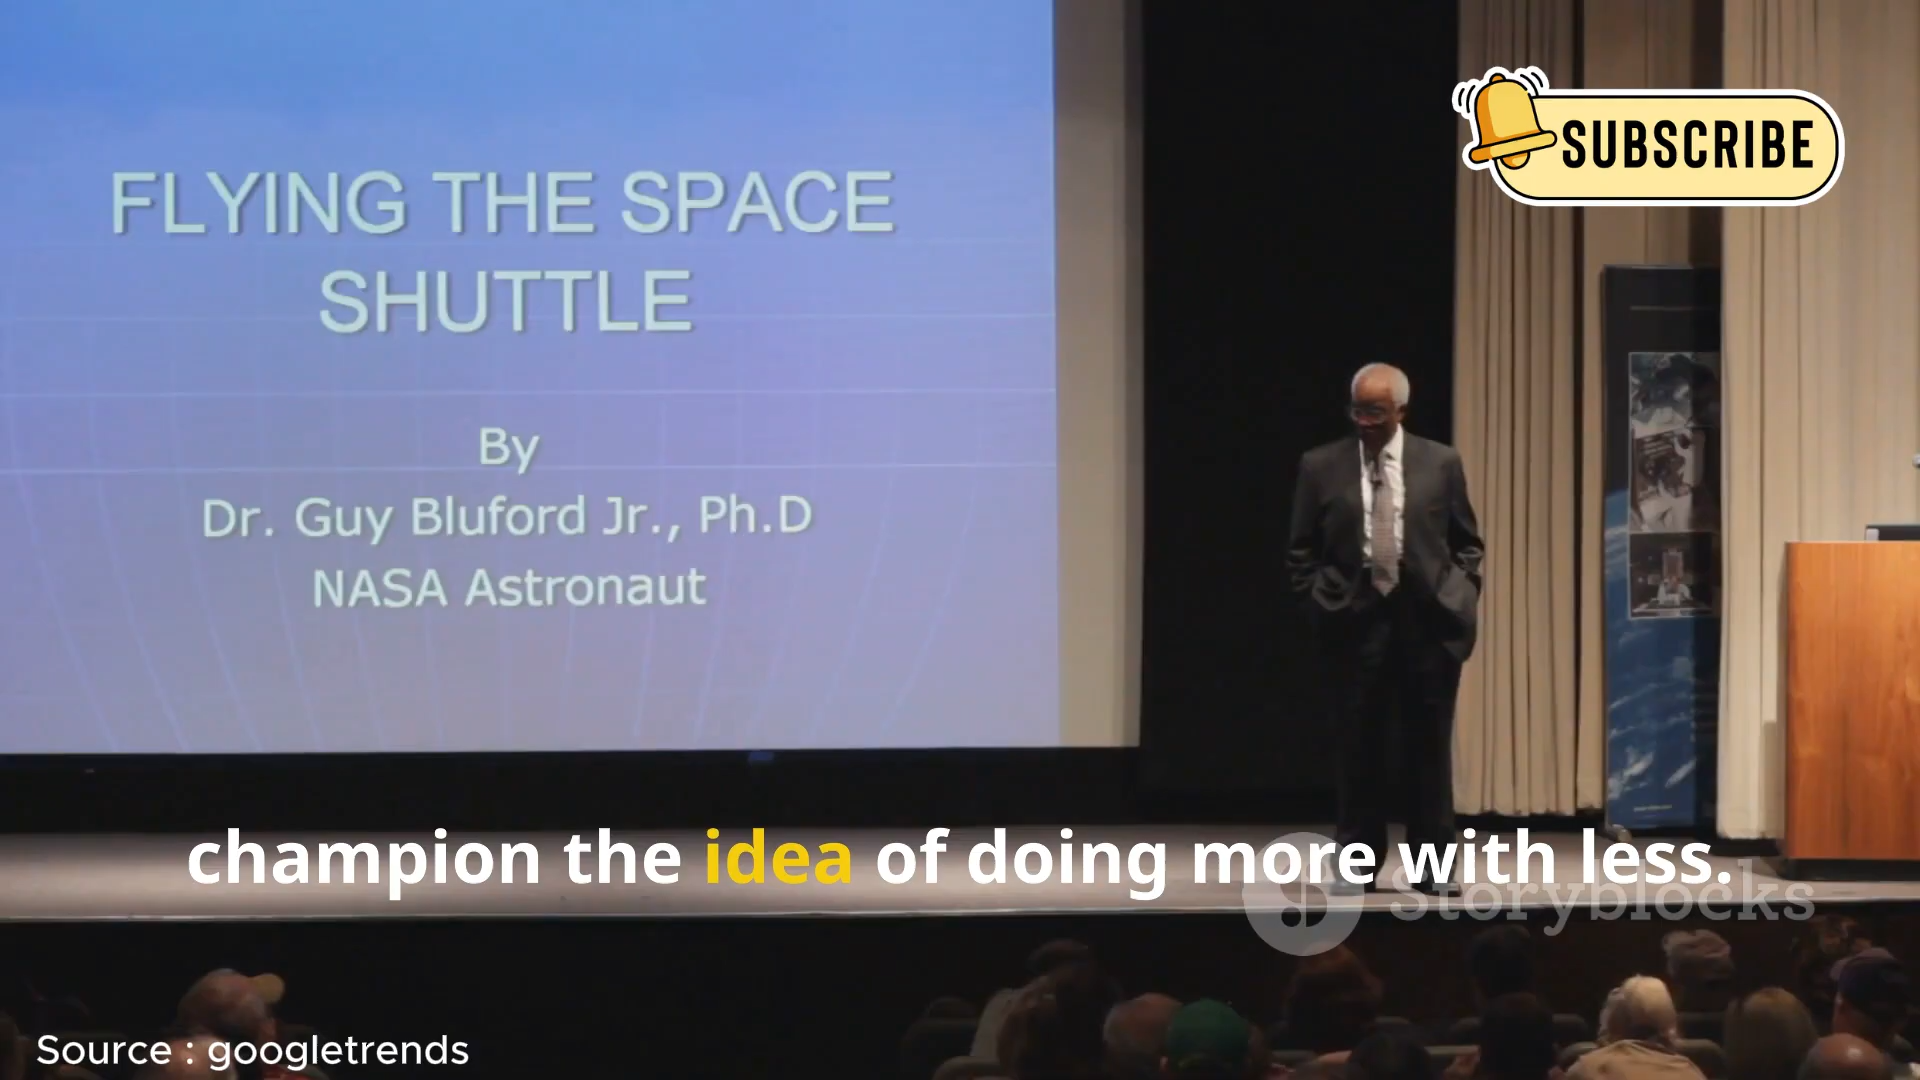 SUBSCRIBE
FLYING THE SPACE
SHUTTLE
By
Dr. Guy Bluford Jr., Ph.D
NASA Astronaut
champion the idea of doing more with less.
Storyblocks
Source : googletrends